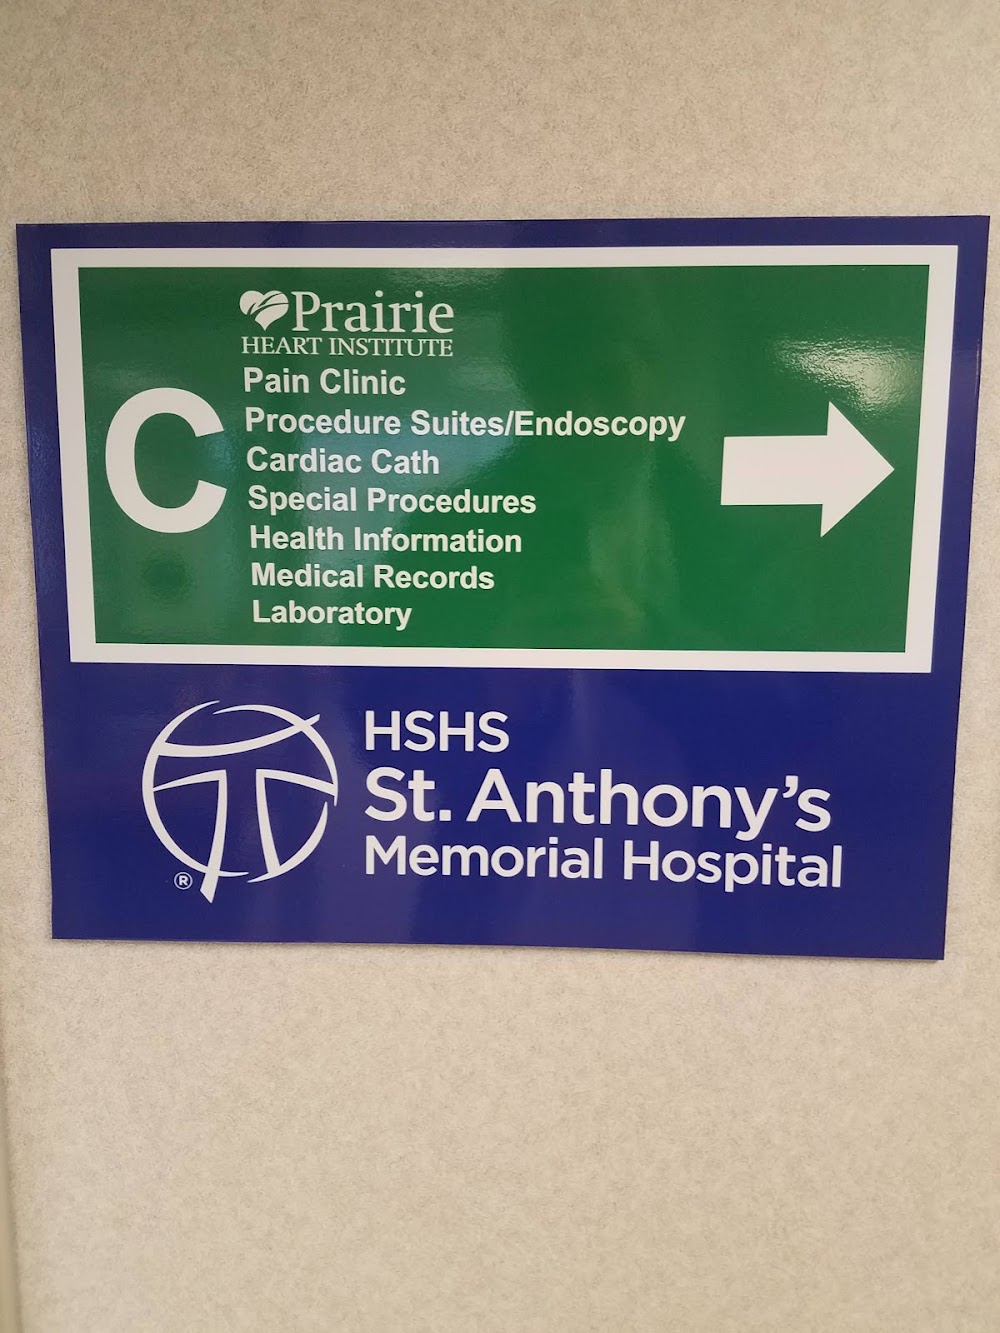 Prairie
HEART INSTITUTE
C
Pain Clinic
Procedure Suites/Endoscopy
Cardiac Cath
Special Procedures
Health Information
Medical Records
Laboratory
HSHS
St. Anthony's
Memorial Hospital
®